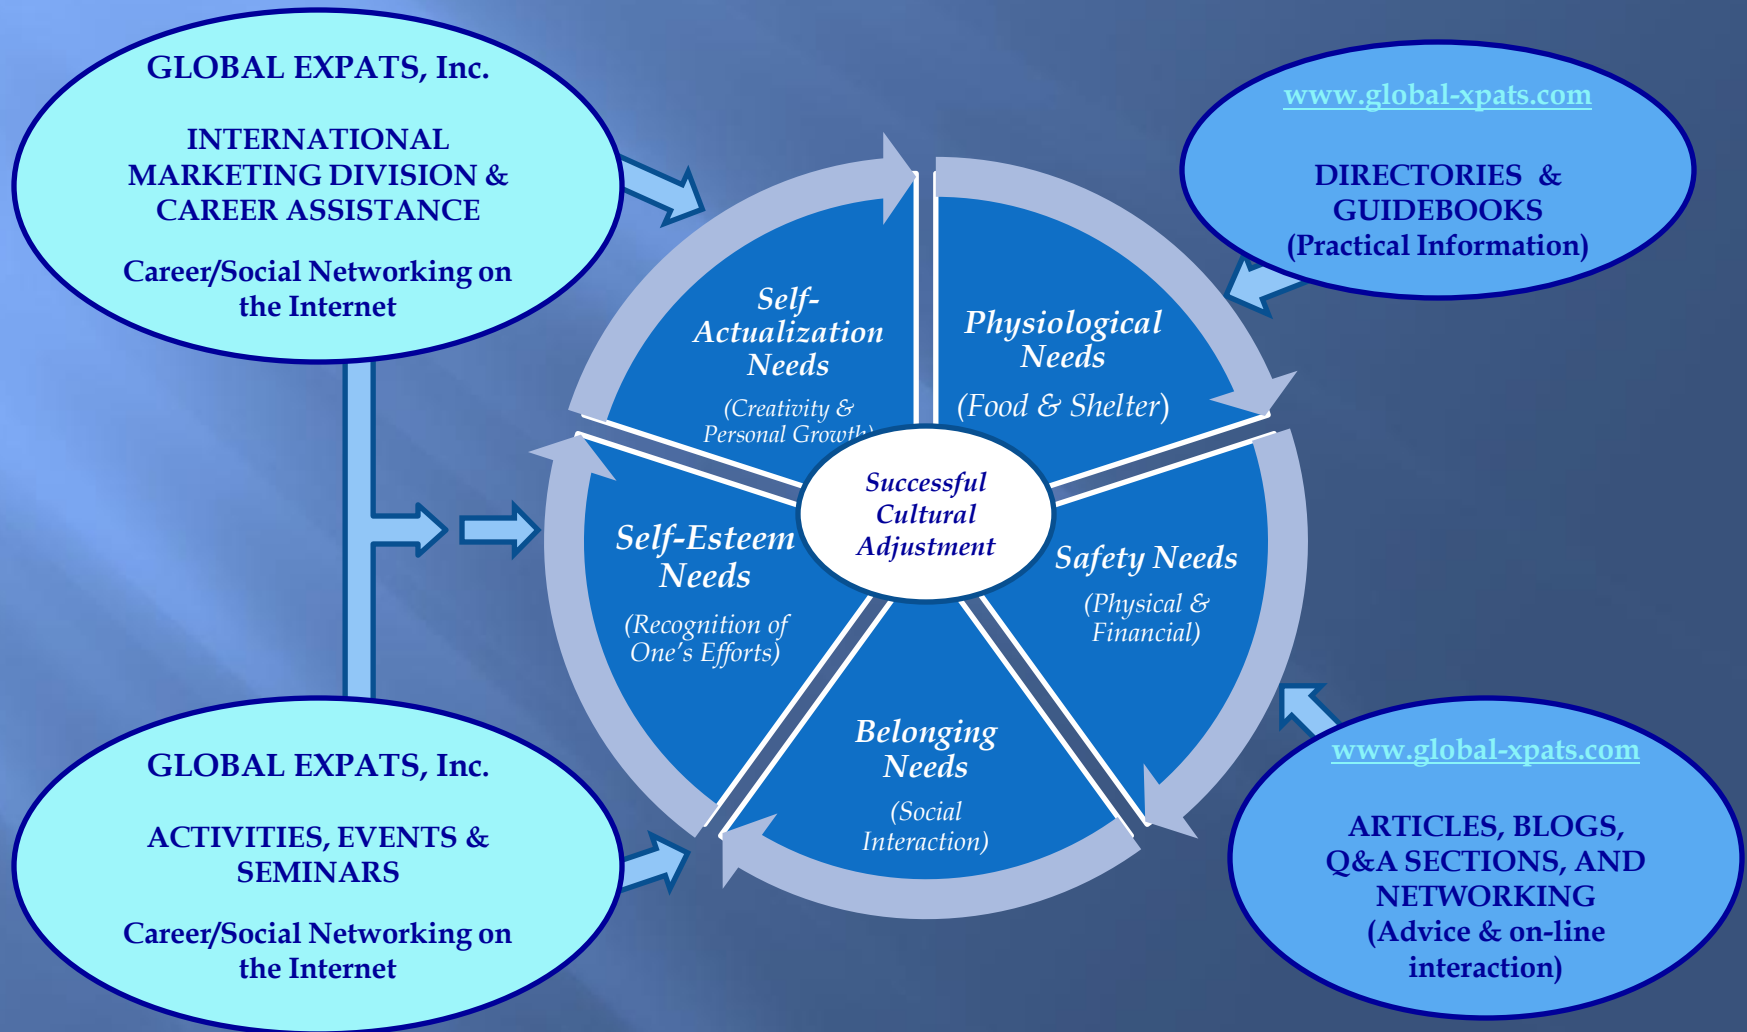 GLOBAL EXPATS, Inc.
INTERNATIONAL
MARKETING DIVISION &
CAREER ASSISTANCE
Career/Social Networking on
the Internet
www.global-xpats.com
DIRECTORIES &
GUIDEBOOKS
(Practical Information)
Self-
Actualization
Needs
(Creativity &
Personal Growth)
Physiological
Needs
(Food & Shelter)
Successful
Cultural
Adjustment
Self-Esteem
Needs
(Recognition of
One's Efforts)
Safety Needs
(Physical &
Financial)
Belonging
Needs
(Social
Interaction)
GLOBAL EXPATS, Inc.
ACTIVITIES, EVENTS &
SEMINARS
Career/Social Networking on
the Internet
www.global-xpats.com
ARTICLES, BLOGS,
Q&A SECTIONS, AND
NETWORKING
(Advice & on-line
interaction)